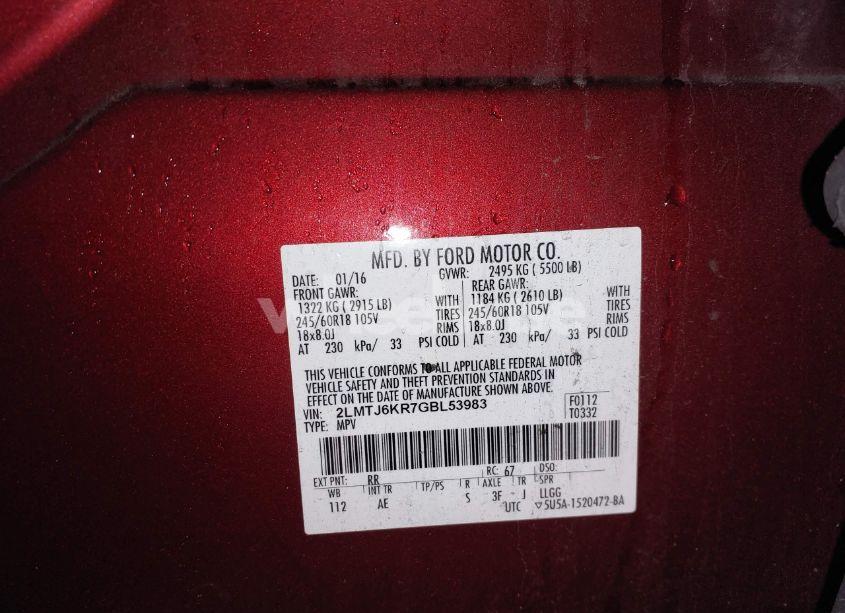 MFD. BY FORD MOTOR CO.
DATE: 01/16 GVWR: 2495 KG ( 5500 LB)
FRONT GAWR: REAR GAWR:
1322 KG ( 2915 LB) WITH 1184 KG ( 2610 LB) WITH
245/60R18 105V TIRES 245/60R18 105V TIRES
18x8.0J RIMS 18x8.0J RIMS
AT 230 kPa/ 33 PSI COLD AT 230 kPa/ 33 PSI COLD
THIS VEHICLE CONFORMS TO ALL APPLICABLE FEDERAL MOTOR
VEHICLE SAFETY AND THEFT PREVENTION STANDARDS IN
EFFECT ON THE DATE OF MANUFACTURE SHOWN ABOVE.
VIN: 2LMTJ6KR7GBL53983 F0112
TYPE: MPV T0332
EXT PNT: RR RC: 67 DSO:
WB INT TR TP/PS R AXLE TR SPR
112 AE S 3F J LLGG
UTC ▽5U5A-1520472-BA